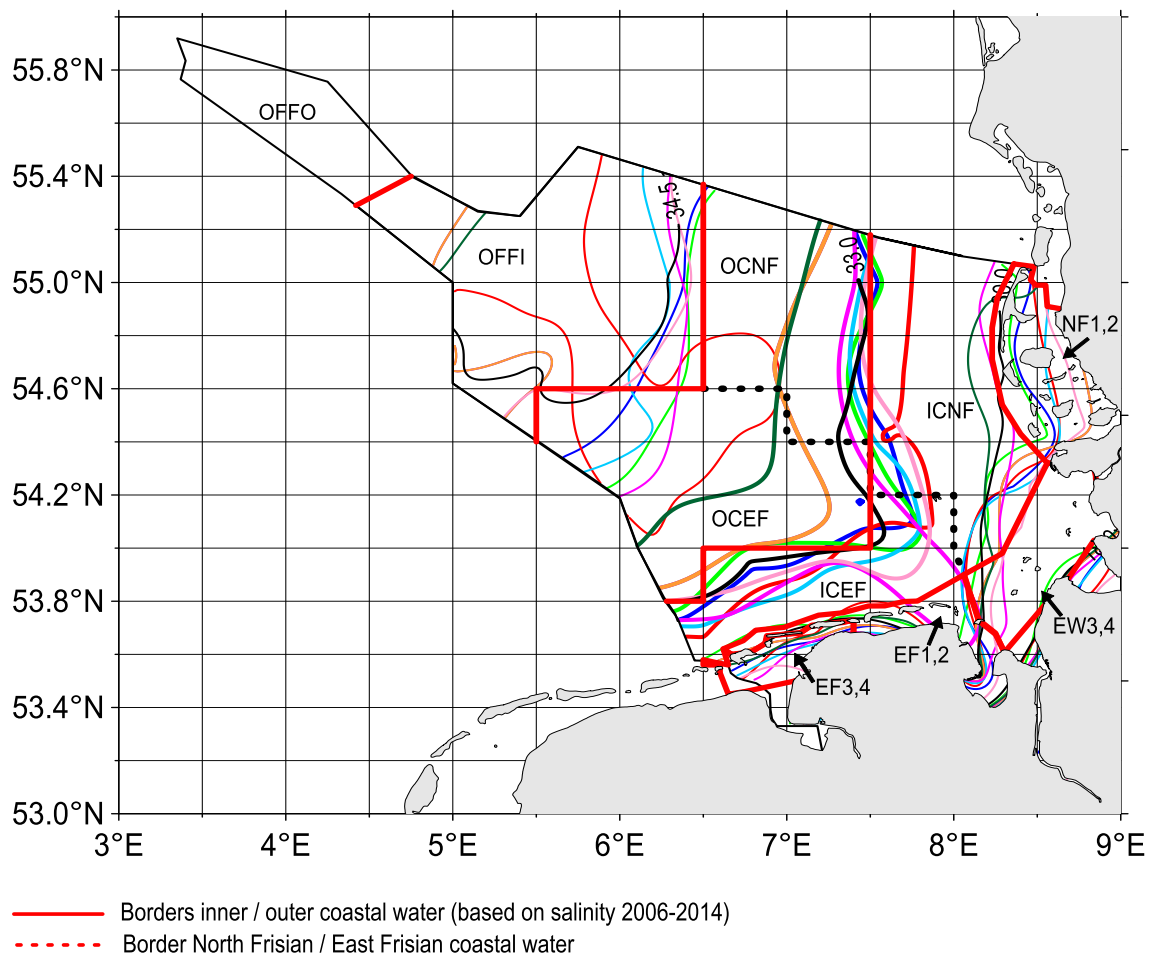 55.8°N
OFFO
55.4°N
34.5
OFFI
OCNF
33.0
55.0°N
NF1,2
54.6°N
ICNF
54.2°N
OCEF
ICEF
53.8°N
EW3,4
EF1,2
EF3,4
53.4°N
53.0°N
3°E 4°E 5°E 6°E 7°E 8°E 9°E
Borders inner / outer coastal water (based on salinity 2006-2014)
Border North Frisian / East Frisian coastal water